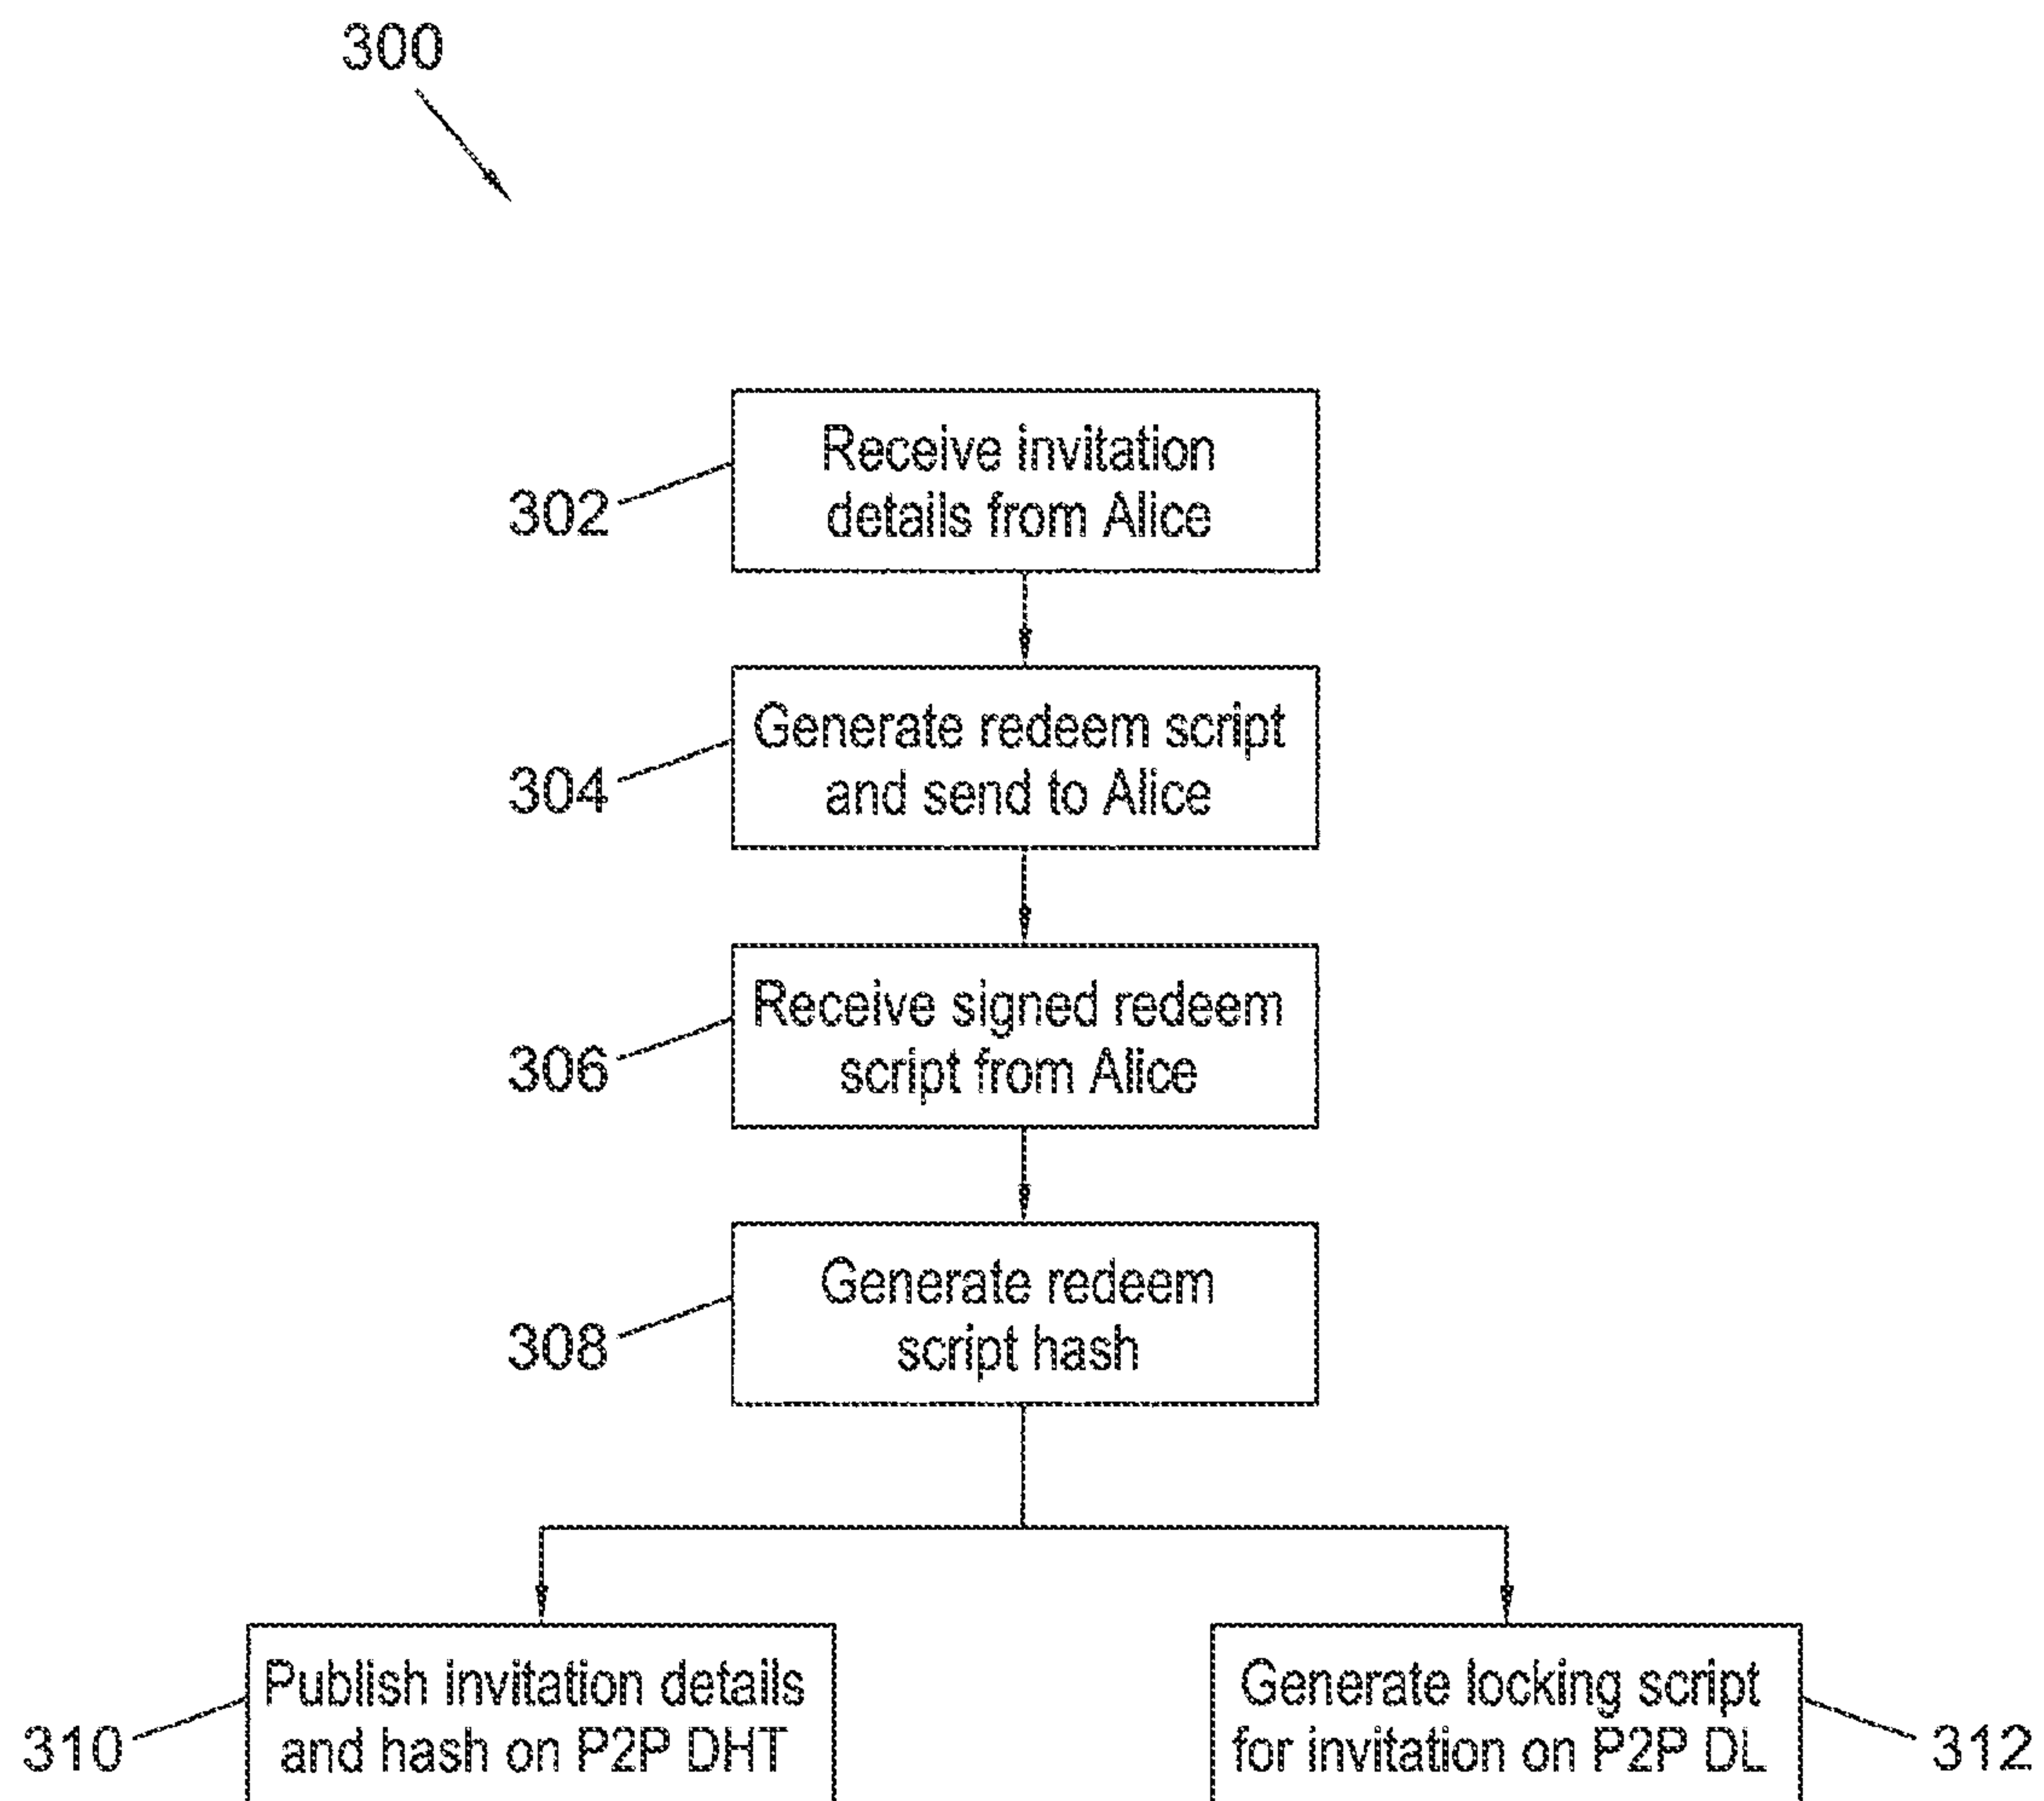 300
Receive invitation
details from Alice
302
Generate redeem script
and send to Alice
304
Receive signed redeem
script from Alice
306
Generate redeem
script hash
308
Publish invitation details
and hash on P2P DHT
310
Generate locking script
for invitation on P2P DL
312